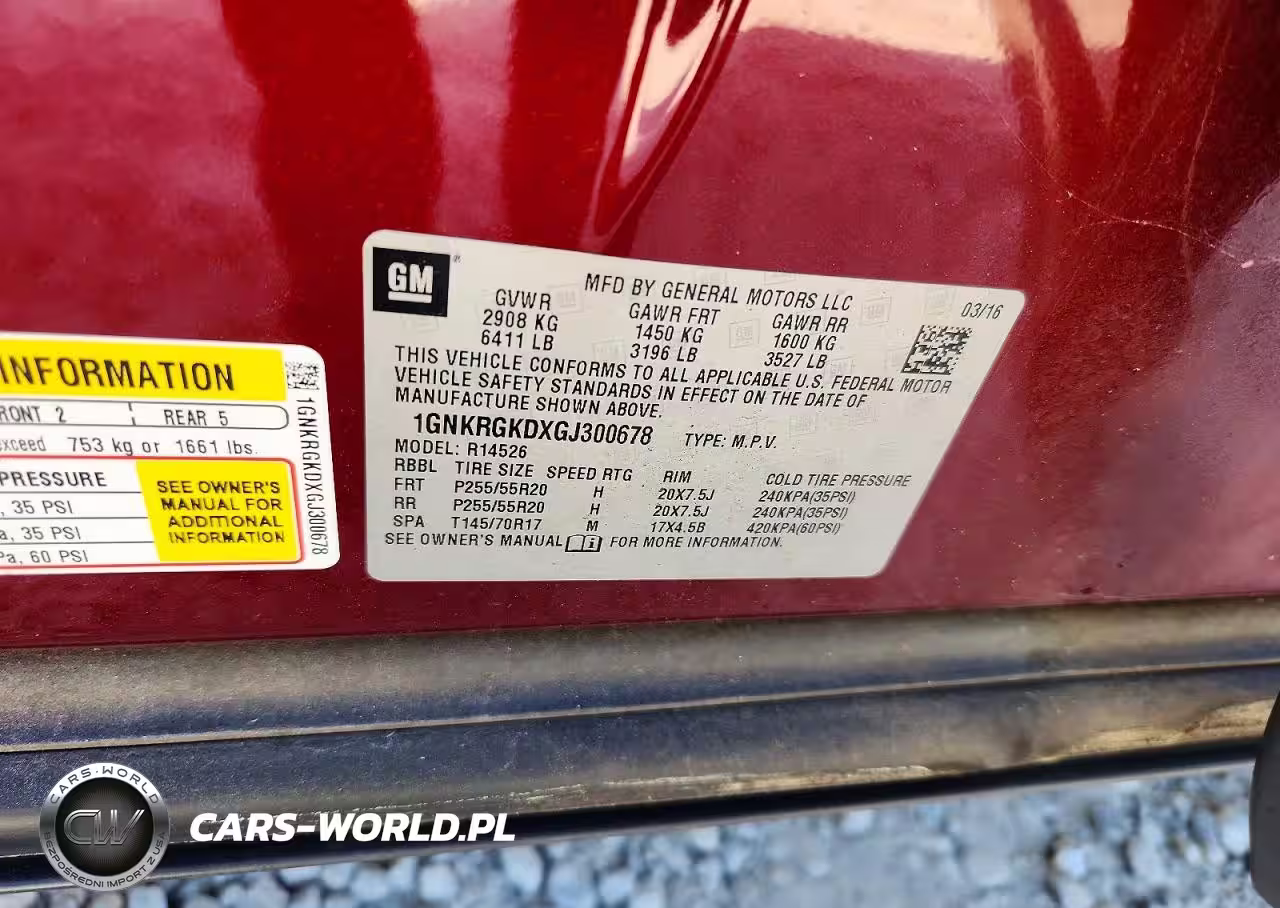 INFORMATION
RONT 2 REAR 5
xceed 753 kg or 1661 lbs.
PRESSURE
, 35 PSI
a, 35 PSI
Pa, 60 PSI
SEE OWNER'S
MANUAL FOR
ADDITIONAL
INFORMATION
1GNKRGKDXGJ300678
GM
MFD BY GENERAL MOTORS LLC
03/16
GVWR GAWR FRT GAWR RR
2908 KG 1450 KG 1600 KG
6411 LB 3196 LB 3527 LB
THIS VEHICLE CONFORMS TO ALL APPLICABLE U.S. FEDERAL MOTOR
VEHICLE SAFETY STANDARDS IN EFFECT ON THE DATE OF
MANUFACTURE SHOWN ABOVE.
1GNKRGKDXGJ300678 TYPE: M.P.V.
MODEL: R14526
RBBL TIRE SIZE SPEED RTG RIM COLD TIRE PRESSURE
FRT P255/55R20 H 20X7.5J 240KPA(35PSI)
RR P255/55R20 H 20X7.5J 240KPA(35PSI)
SPA T145/70R17 M 17X4.5B 420KPA(60PSI)
SEE OWNER'S MANUAL FOR MORE INFORMATION.
CARS-WORLD
CW
BEZPOŚREDNI IMPORT Z USA
CARS-WORLD.PL